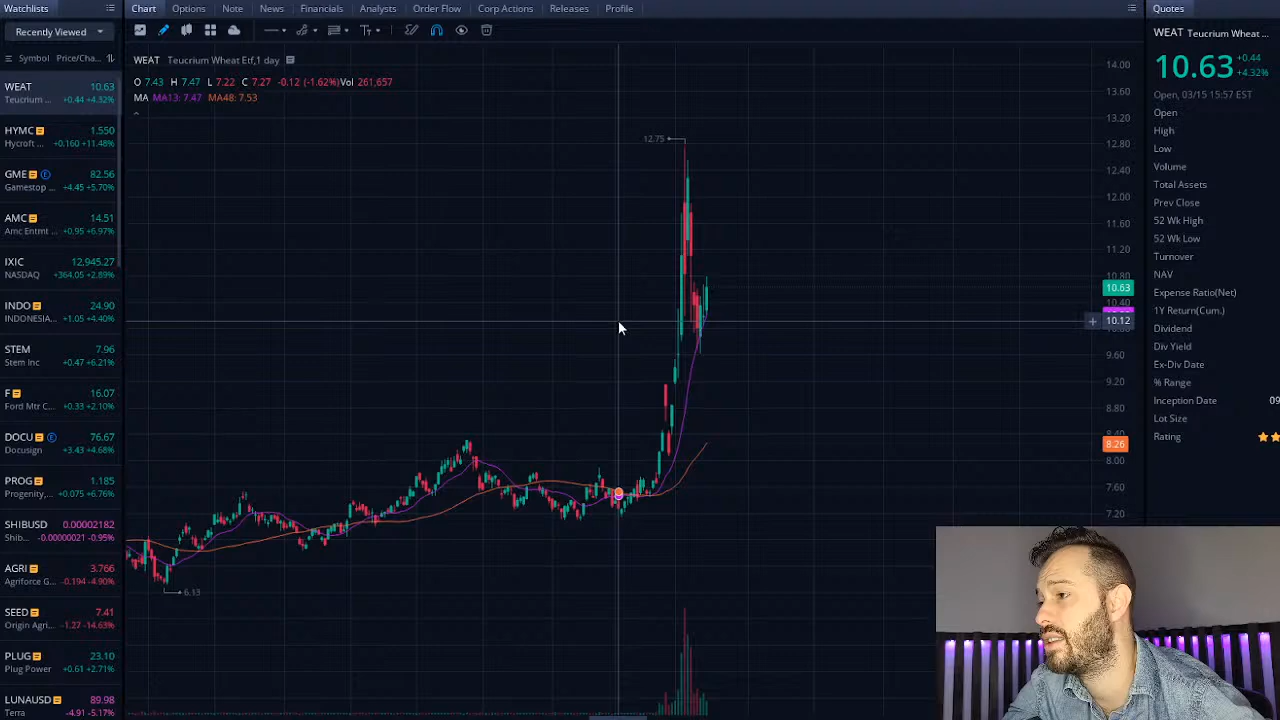 Watchlists
Chart Options Note News Financials Analysts Order Flow Corp Actions Releases Profile
Quotes
Recently Viewed
Symbol Price/Cha...
WEAT 10.63
Teucrium ... +0.44 +4.32%
HYMC 1.550
Hycroft ... +0.160 +11.48%
GME E 82.56
Gamestop ... +4.45 +5.70%
AMC 14.51
Amc Entmt ... +0.95 +6.97%
IXIC 12,945.27
NASDAQ +364.05 +2.89%
INDO 24.90
INDONESIA... +1.05 +4.40%
STEM 7.96
Stem Inc +0.47 +6.21%
F 16.07
Ford Mtr C... +0.33 +2.10%
DOCU E 76.67
Docusign +3.43 +4.68%
PROG 1.185
Progenity,... +0.075 +6.76%
SHIBUSD 0.00002182
Shib... -0.00000021 -0.95%
AGRI 3.766
Agriforce G... -0.194 -4.90%
SEED 7.41
Origin Agri... -1.27 -14.63%
PLUG 23.10
Plug Power +0.61 +2.71%
LUNAUSD 89.98
Terra -4.91 -5.17%
WEAT Teucrium Wheat Etf,1 day
O 7.43 H 7.47 L 7.22 C 7.27 -0.12 (-1.62%) Vol 261,657
MA MA13: 7.47 MA48: 7.53
12.75
6.13
14.00
13.60
13.20
12.80
12.40
12.00
11.60
11.20
10.80
10.63
10.40
10.12
9.60
9.20
8.80
8.40
8.26
8.00
7.60
7.20
WEAT Teucrium Wheat ...
10.63 +0.44
+4.32%
Open, 03/15 15:57 EST
Open
High
Low
Volume
Total Assets
Prev Close
52 Wk High
52 Wk Low
Turnover
NAV
Expense Ratio(Net)
1Y Return(Cum.)
Dividend
Div Yield
Ex-Div Date
% Range
Inception Date 09
Lot Size
Rating